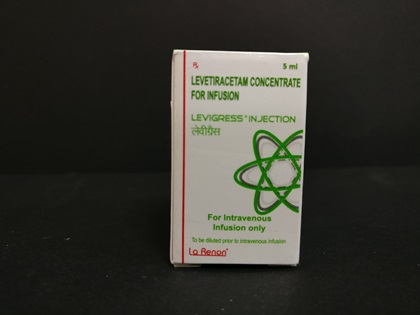 Rx 5 ml
LEVETIRACETAM CONCENTRATE
FOR INFUSION
LEVIGRESS® INJECTION
लेवीग्रैस
For Intravenous
Infusion only
To be diluted prior to intravenous infusion
La Renon®